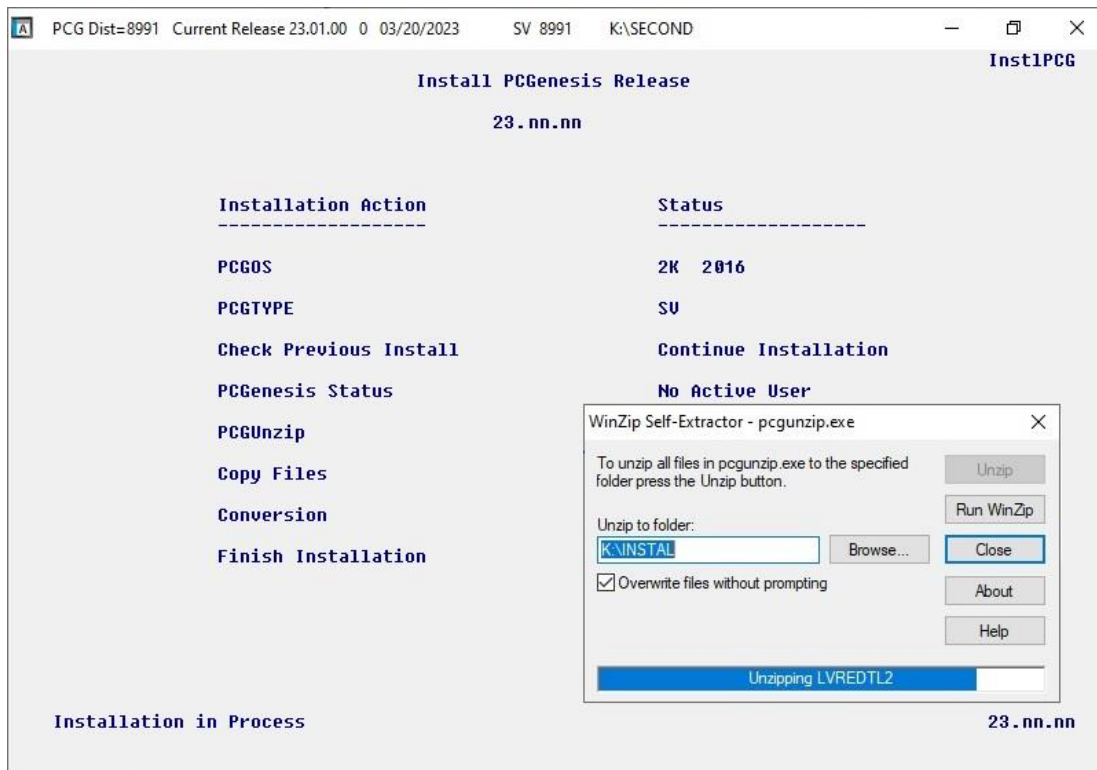 A PCG Dist=8991 Current Release 23.01.00 0 03/20/2023 SV 8991 K:\SECOND
InstlPCG
Install PCGenesis Release
23.nn.nn
Installation Action Status
------------------- -------------------
PCGOS 2K 2016
PCGTYPE SV
Check Previous Install Continue Installation
PCGenesis Status No Active User
PCGUnzip
Copy Files
Conversion
Finish Installation
WinZip Self-Extractor - pcgunzip.exe
To unzip all files in pcgunzip.exe to the specified
folder press the Unzip button.
Unzip
Run WinZip
Unzip to folder:
K:\INSTAL Browse... Close
Overwrite files without prompting
About
Help
Unzipping LVREDTL2
Installation in Process 23.nn.nn